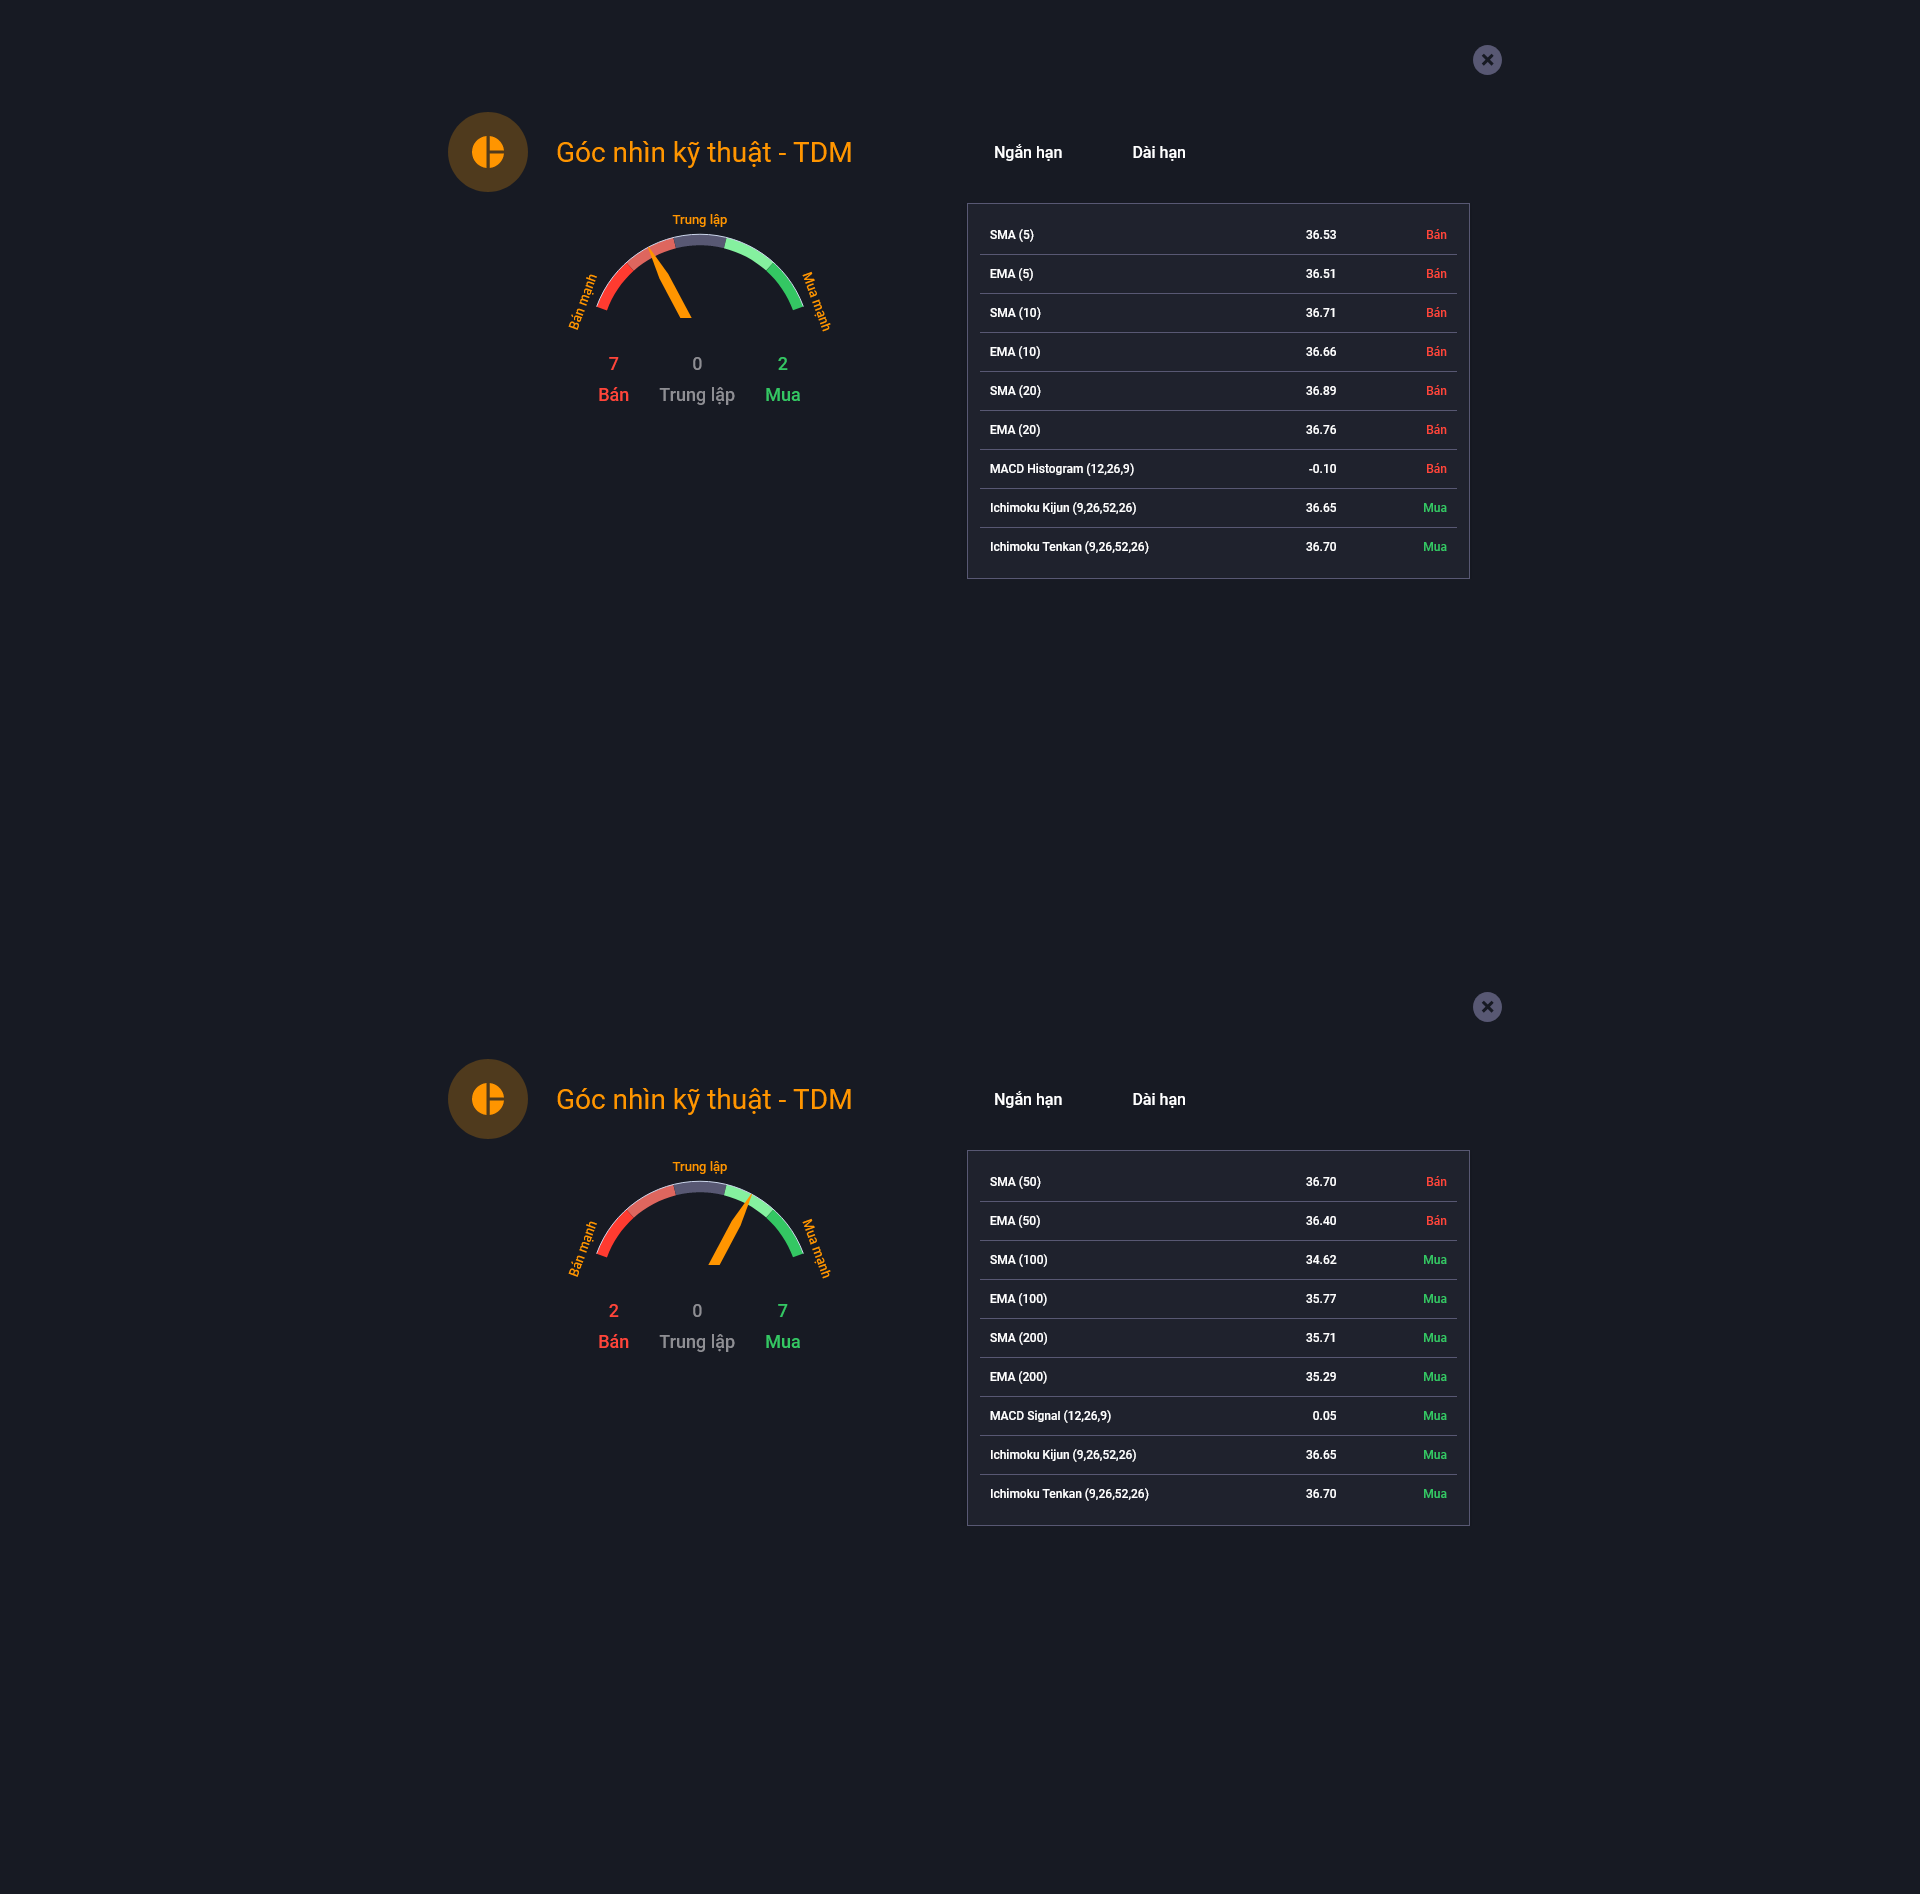 Góc nhìn kỹ thuật - TDM
Ngắn hạn Dài hạn
Trung lập
Bán mạnh
Mua mạnh
7 0 2
Bán Trung lập Mua
SMA (5) 36.53 Bán
EMA (5) 36.51 Bán
SMA (10) 36.71 Bán
EMA (10) 36.66 Bán
SMA (20) 36.89 Bán
EMA (20) 36.76 Bán
MACD Histogram (12,26,9) -0.10 Bán
Ichimoku Kijun (9,26,52,26) 36.65 Mua
Ichimoku Tenkan (9,26,52,26) 36.70 Mua
Góc nhìn kỹ thuật - TDM
Ngắn hạn Dài hạn
Trung lập
Bán mạnh
Mua mạnh
2 0 7
Bán Trung lập Mua
SMA (50) 36.70 Bán
EMA (50) 36.40 Bán
SMA (100) 34.62 Mua
EMA (100) 35.77 Mua
SMA (200) 35.71 Mua
EMA (200) 35.29 Mua
MACD Signal (12,26,9) 0.05 Mua
Ichimoku Kijun (9,26,52,26) 36.65 Mua
Ichimoku Tenkan (9,26,52,26) 36.70 Mua